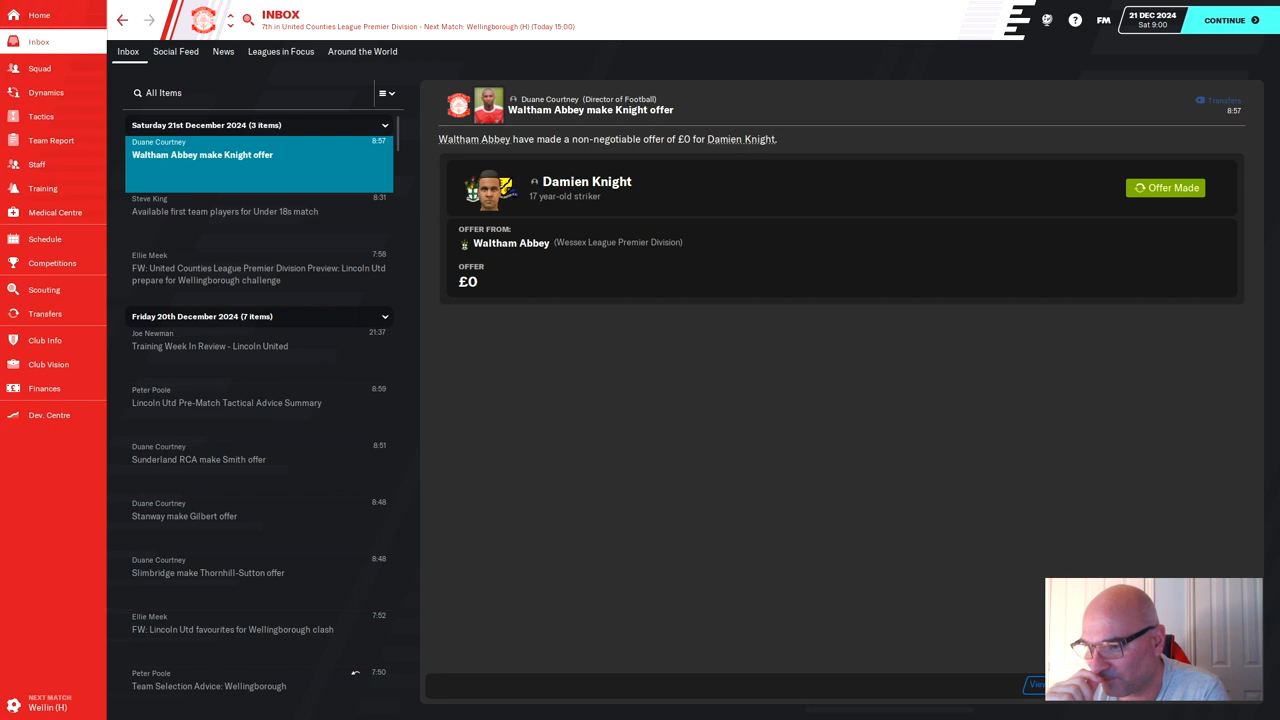 Home
Inbox
Squad
Dynamics
Tactics
Team Report
Staff
Training
Medical Centre
Schedule
Competitions
Scouting
Transfers
Club Info
Club Vision
Finances
Dev. Centre
NEXT MATCH
Wellin (H)
INBOX
7th in United Counties League Premier Division - Next Match: Wellingborough (H) (Today 15:00)
FM
21 DEC 2024
Sat 9:00
CONTINUE
Inbox
Social Feed
News
Leagues in Focus
Around the World
All Items
Saturday 21st December 2024 (3 items)
Duane Courtney 8:57
Waltham Abbey make Knight offer
Steve King 8:31
Available first team players for Under 18s match
Ellie Meek 7:58
FW: United Counties League Premier Division Preview: Lincoln Utd
prepare for Wellingborough challenge
Friday 20th December 2024 (7 items)
Joe Newman 21:37
Training Week In Review - Lincoln United
Peter Poole 8:59
Lincoln Utd Pre-Match Tactical Advice Summary
Duane Courtney 8:51
Sunderland RCA make Smith offer
Duane Courtney 8:48
Stanway make Gilbert offer
Duane Courtney 8:48
Slimbridge make Thornhill-Sutton offer
Ellie Meek 7:52
FW: Lincoln Utd favourites for Wellingborough clash
Peter Poole 7:50
Team Selection Advice: Wellingborough
Duane Courtney (Director of Football)
Waltham Abbey make Knight offer
Transfers
8:57
Waltham Abbey have made a non-negotiable offer of £0 for Damien Knight.
Damien Knight
17 year-old striker
Offer Made
OFFER FROM:
Waltham Abbey (Wessex League Premier Division)
OFFER
£0